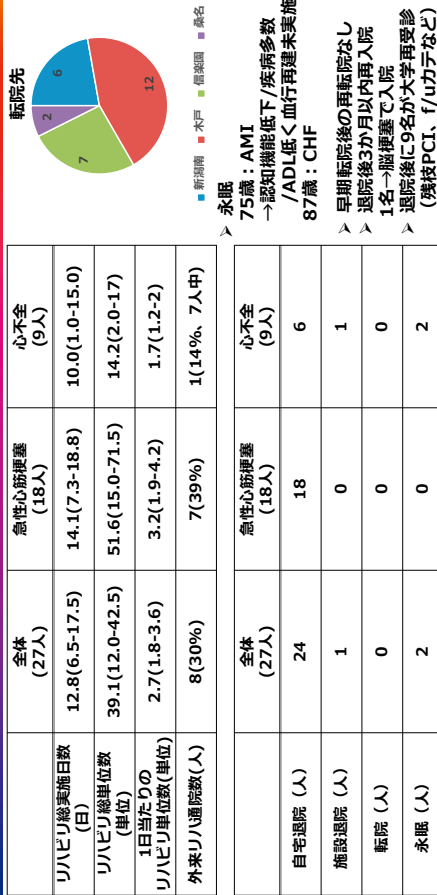 全体
(27人)
急性心筋梗塞
(18人)
心不全
(9人)
リハビリ総実施日数
(日)
12.8(6.5-17.5)
14.1(7.3-18.8)
10.0(1.0-15.0)
リハビリ総単位数
(単位)
39.1(12.0-42.5)
51.6(15.0-71.5)
14.2(2.0-17)
1日当たりの
リハビリ単位数(単位)
2.7(1.8-3.6)
3.2(1.9-4.2)
1.7(1.2-2)
外来リハ通院数(人)
8(30%)
7(39%)
1(14%、7人中)
全体
(27人)
急性心筋梗塞
(18人)
心不全
(9人)
自宅退院(人)
24
18
6
施設退院(人)
1
0
1
転院(人)
0
0
0
永眠(人)
2
0
2
転院先
2
6
7
12
新潟南 木戸 信楽園 桑名
➢ 永眠
75歳:AMI
→認知機能低下/疾病多数
/ADL低く血行再建未実施
87歳:CHF
➢ 早期転院後の再転院なし
➢ 退院後3か月以内再入院
1名→脳梗塞で入院
➢ 退院後に9名が大学再受診
(残枝PCI、f/uカテなど)